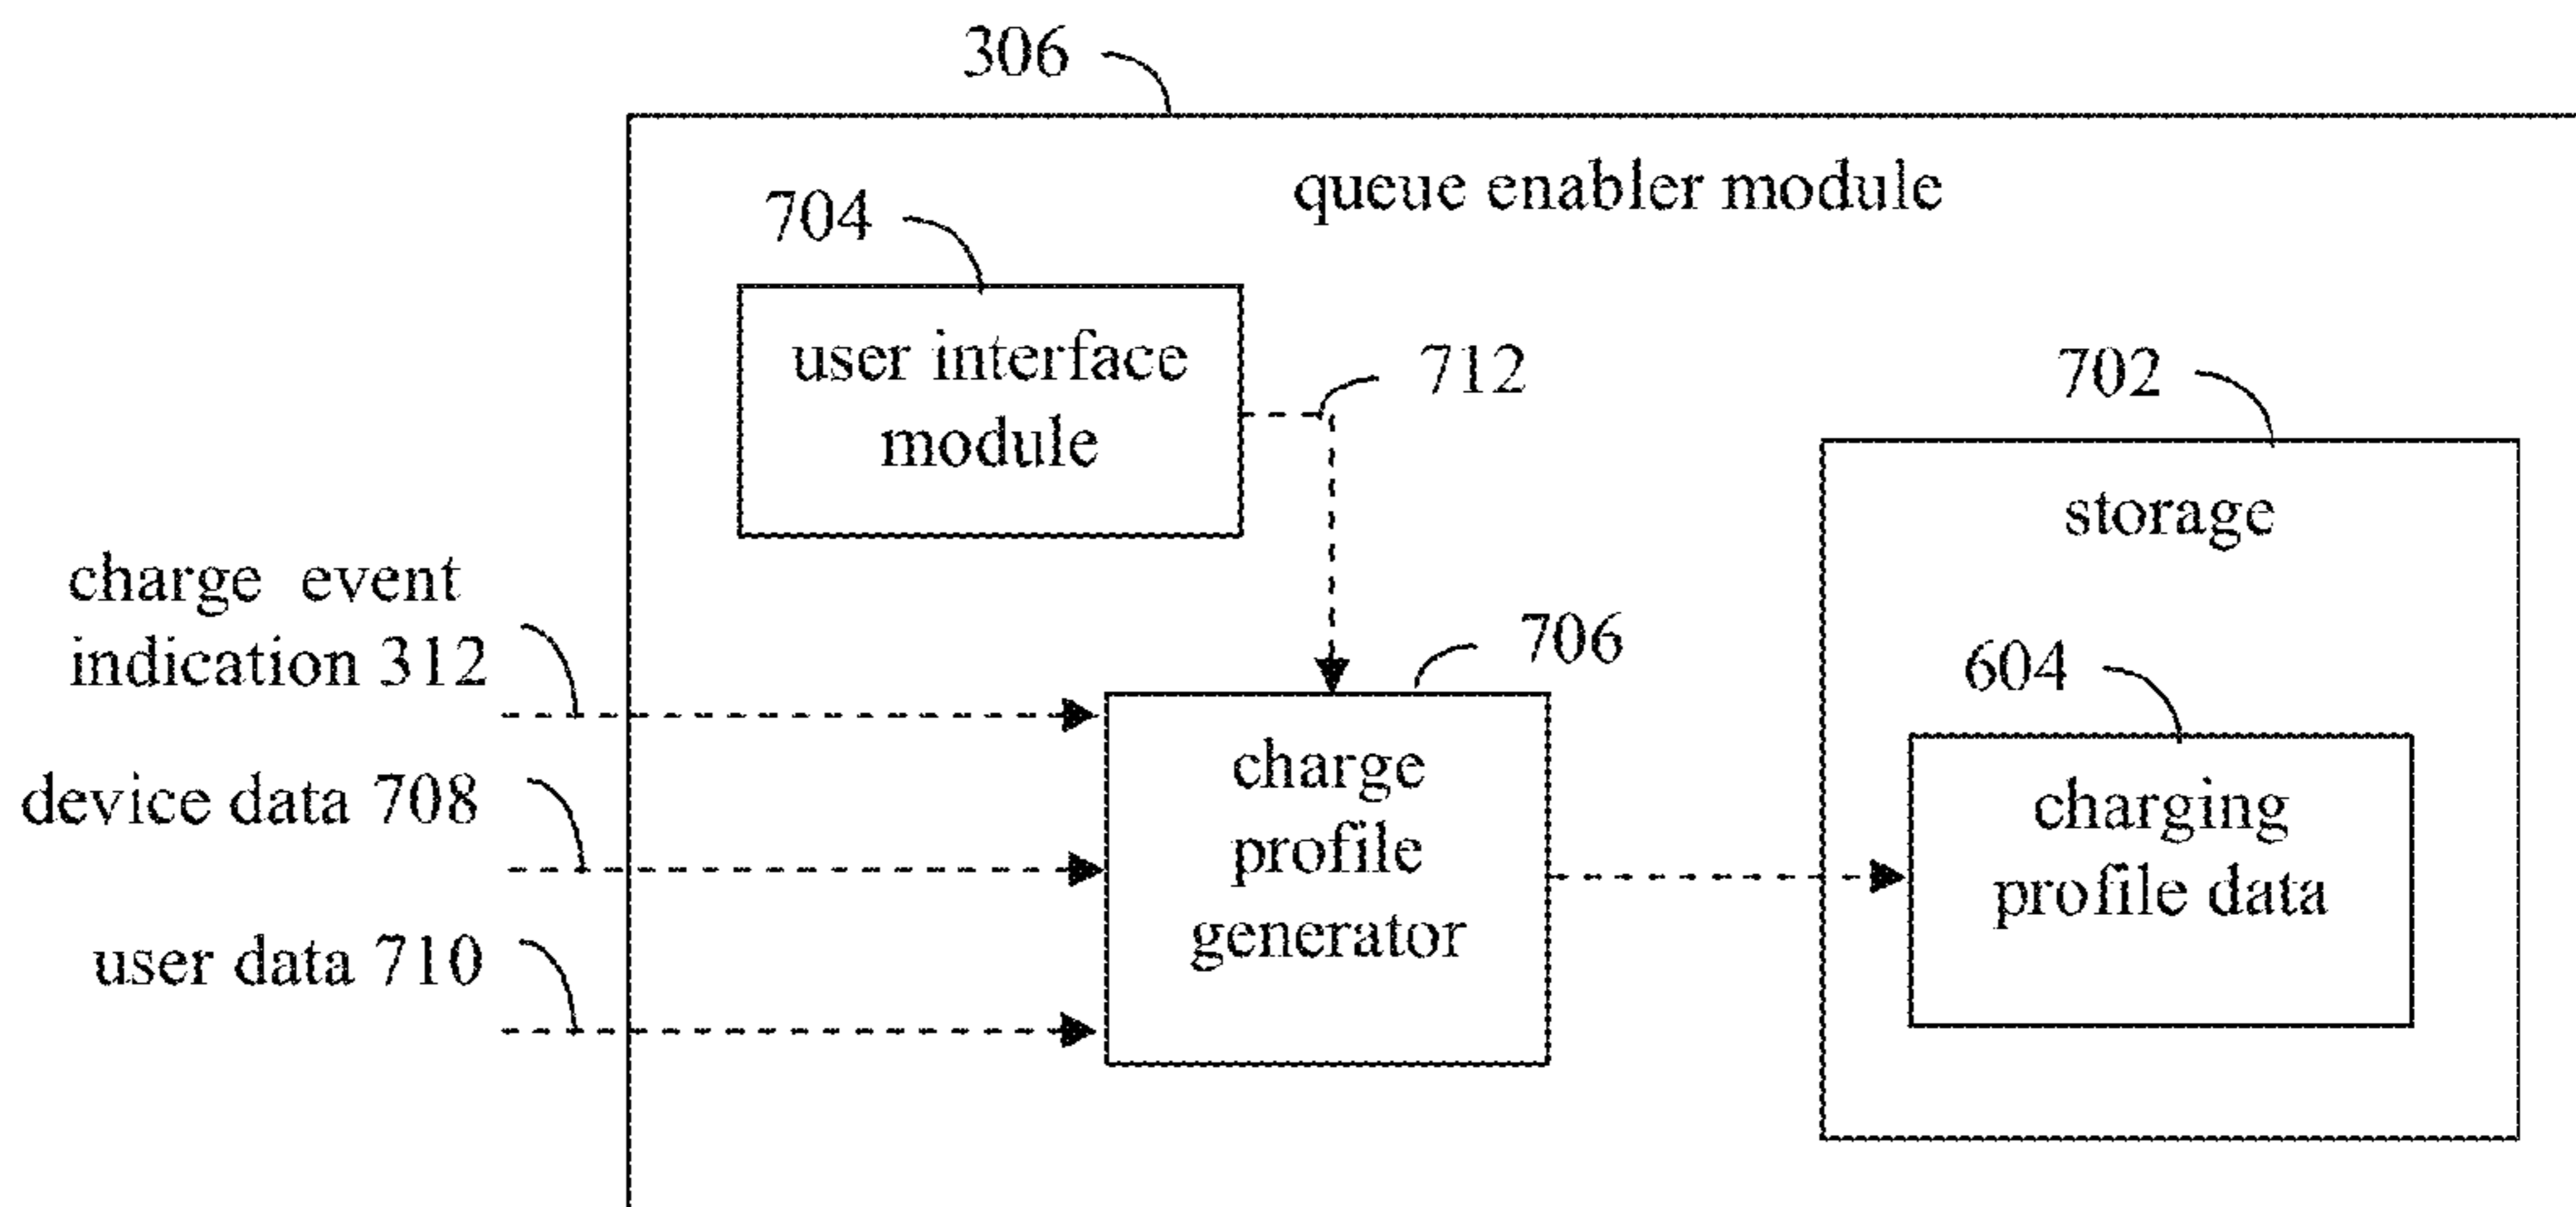 306
queue enabler module
704
user interface
module
712
702
storage
charge event
indication 312
706
604
device data 708
charge
profile
generator
charging
profile data
user data 710